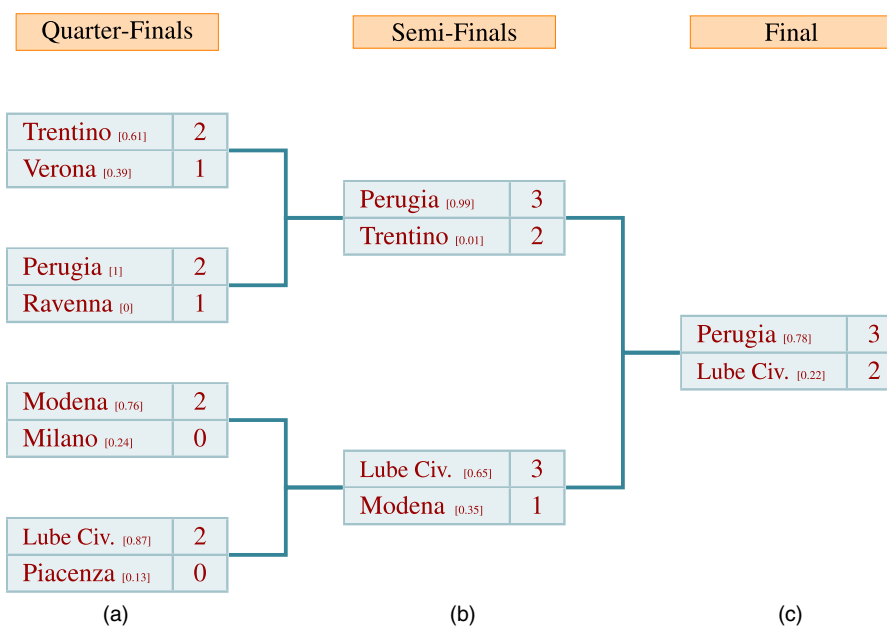 Quarter-Finals
Semi-Finals
Final
Trentino [0.61] 2
Verona [0.39] 1
Perugia [1] 2
Ravenna [0] 1
Modena [0.76] 2
Milano [0.24] 0
Lube Civ. [0.87] 2
Piacenza [0.13] 0
Perugia [0.99] 3
Trentino [0.01] 2
Lube Civ. [0.65] 3
Modena [0.35] 1
Perugia [0.78] 3
Lube Civ. [0.22] 2
(a)
(b)
(c)